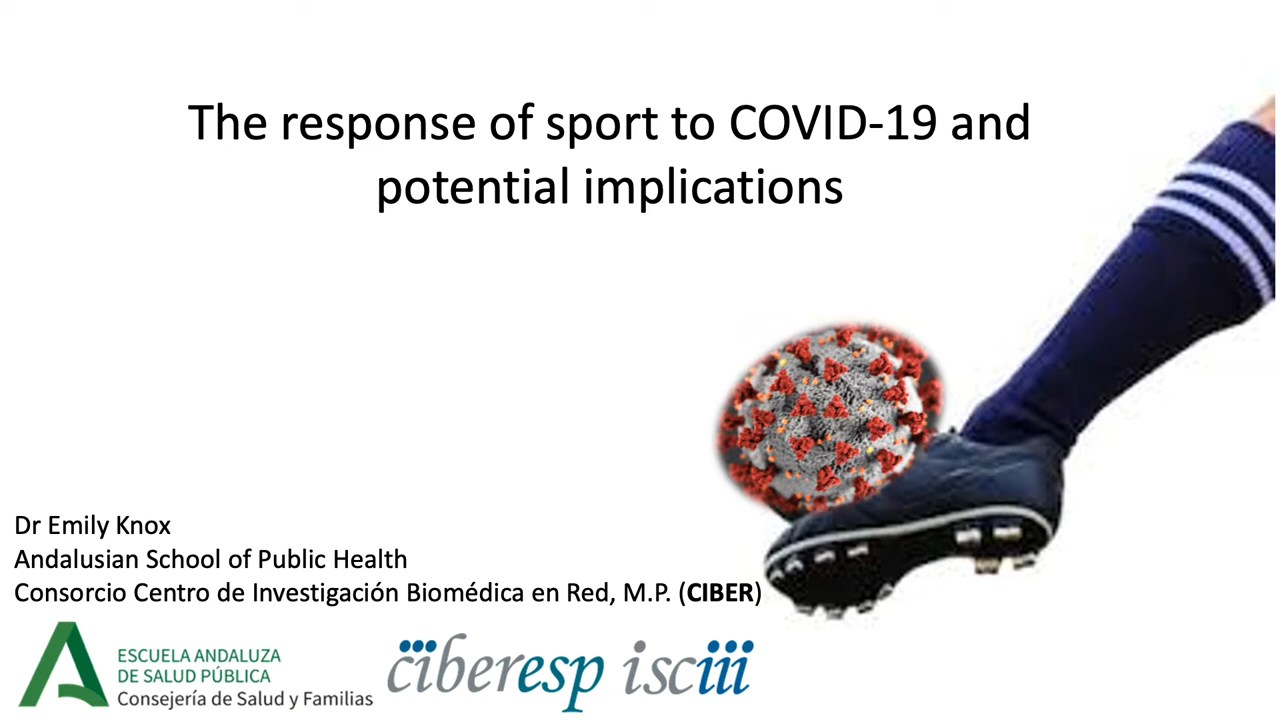 The response of sport to COVID-19 and
potential implications
Dr Emily Knox
Andalusian School of Public Health
Consorcio Centro de Investigación Biomédica en Red, M.P. (CIBER)
ESCUELA ANDALUZA
DE SALUD PÚBLICA
Consejería de Salud y Familias
ciberesp isciii